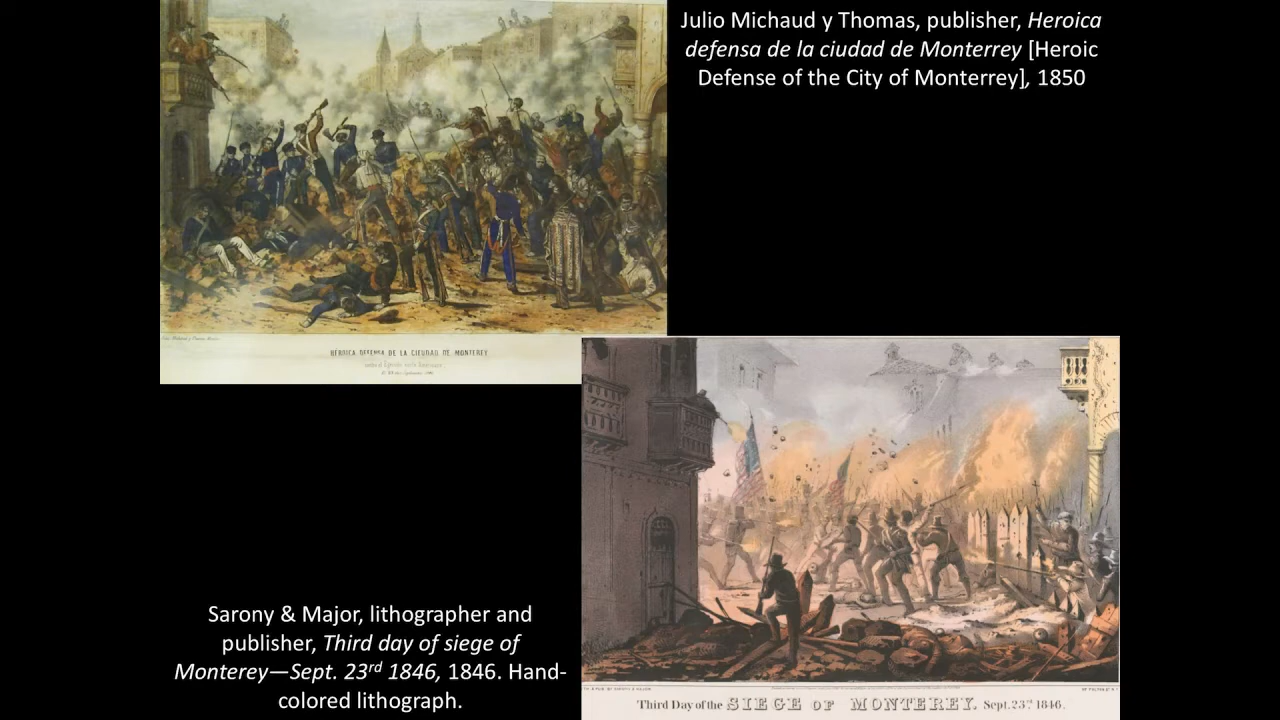 Julio Michaud y Thomas, publisher, Heroica
defensa de la ciudad de Monterrey [Heroic
Defense of the City of Monterrey], 1850
HEROICA DEFENSA DE LA CIUDAD DE MONTEREY
Sarony & Major, lithographer and
publisher, Third day of siege of
Monterey—Sept. 23rd 1846, 1846. Hand-
colored lithograph.
Third Day of the SIEGE OF MONTEREY. Sept. 23rd 1846.